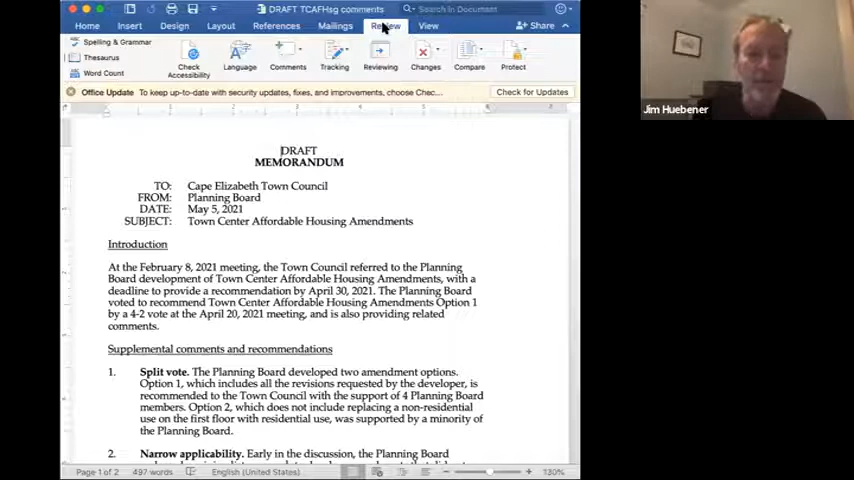 DRAFT TCAFHsg comments
Search in Document
Home Insert Design Layout References Mailings Review View Share
Spelling & Grammar
Thesaurus
Word Count
Check Accessibility
Language
Comments
Tracking
Reviewing
Changes
Compare
Protect
Office Update To keep up-to-date with security updates, fixes, and improvements, choose Chec... Check for Updates
DRAFT
MEMORANDUM
TO: Cape Elizabeth Town Council
FROM: Planning Board
DATE: May 5, 2021
SUBJECT: Town Center Affordable Housing Amendments
Introduction
At the February 8, 2021 meeting, the Town Council referred to the Planning
Board development of Town Center Affordable Housing Amendments, with a
deadline to provide a recommendation by April 30, 2021. The Planning Board
voted to recommend Town Center Affordable Housing Amendments Option 1
by a 4-2 vote at the April 20, 2021 meeting, and is also providing related
comments.
Supplemental comments and recommendations
1. Split vote. The Planning Board developed two amendment options.
Option 1, which includes all the revisions requested by the developer, is
recommended to the Town Council with the support of 4 Planning Board
members. Option 2, which does not include replacing a non-residential
use on the first floor with residential use, was supported by a minority of
the Planning Board.
2. Narrow applicability. Early in the discussion, the Planning Board
Page 1 of 2 497 words English (United States) 130%
Jim Huebener